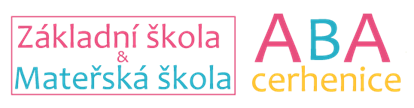 Základní škola
&
Mateřská škola
ABA
cerhenice